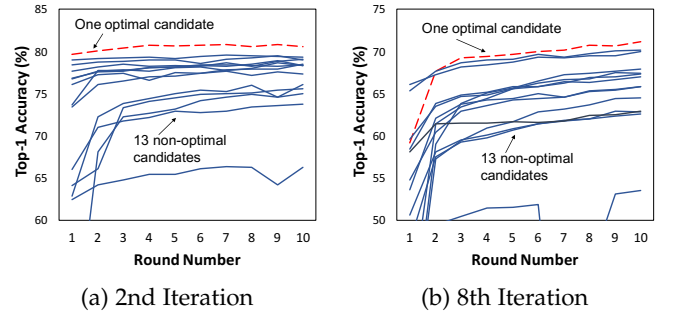 One optimal candidate
13 non-optimal
candidates
Top-1 Accuracy (%)
85
80
75
70
65
60
1 2 3 4 5 6 7 8 9 10
Round Number
(a) 2nd Iteration
One optimal candidate
13 non-optimal
candidates
Top-1 Accuracy (%)
75
70
65
60
55
50
1 2 3 4 5 6 7 8 9 10
Round Number
(b) 8th Iteration